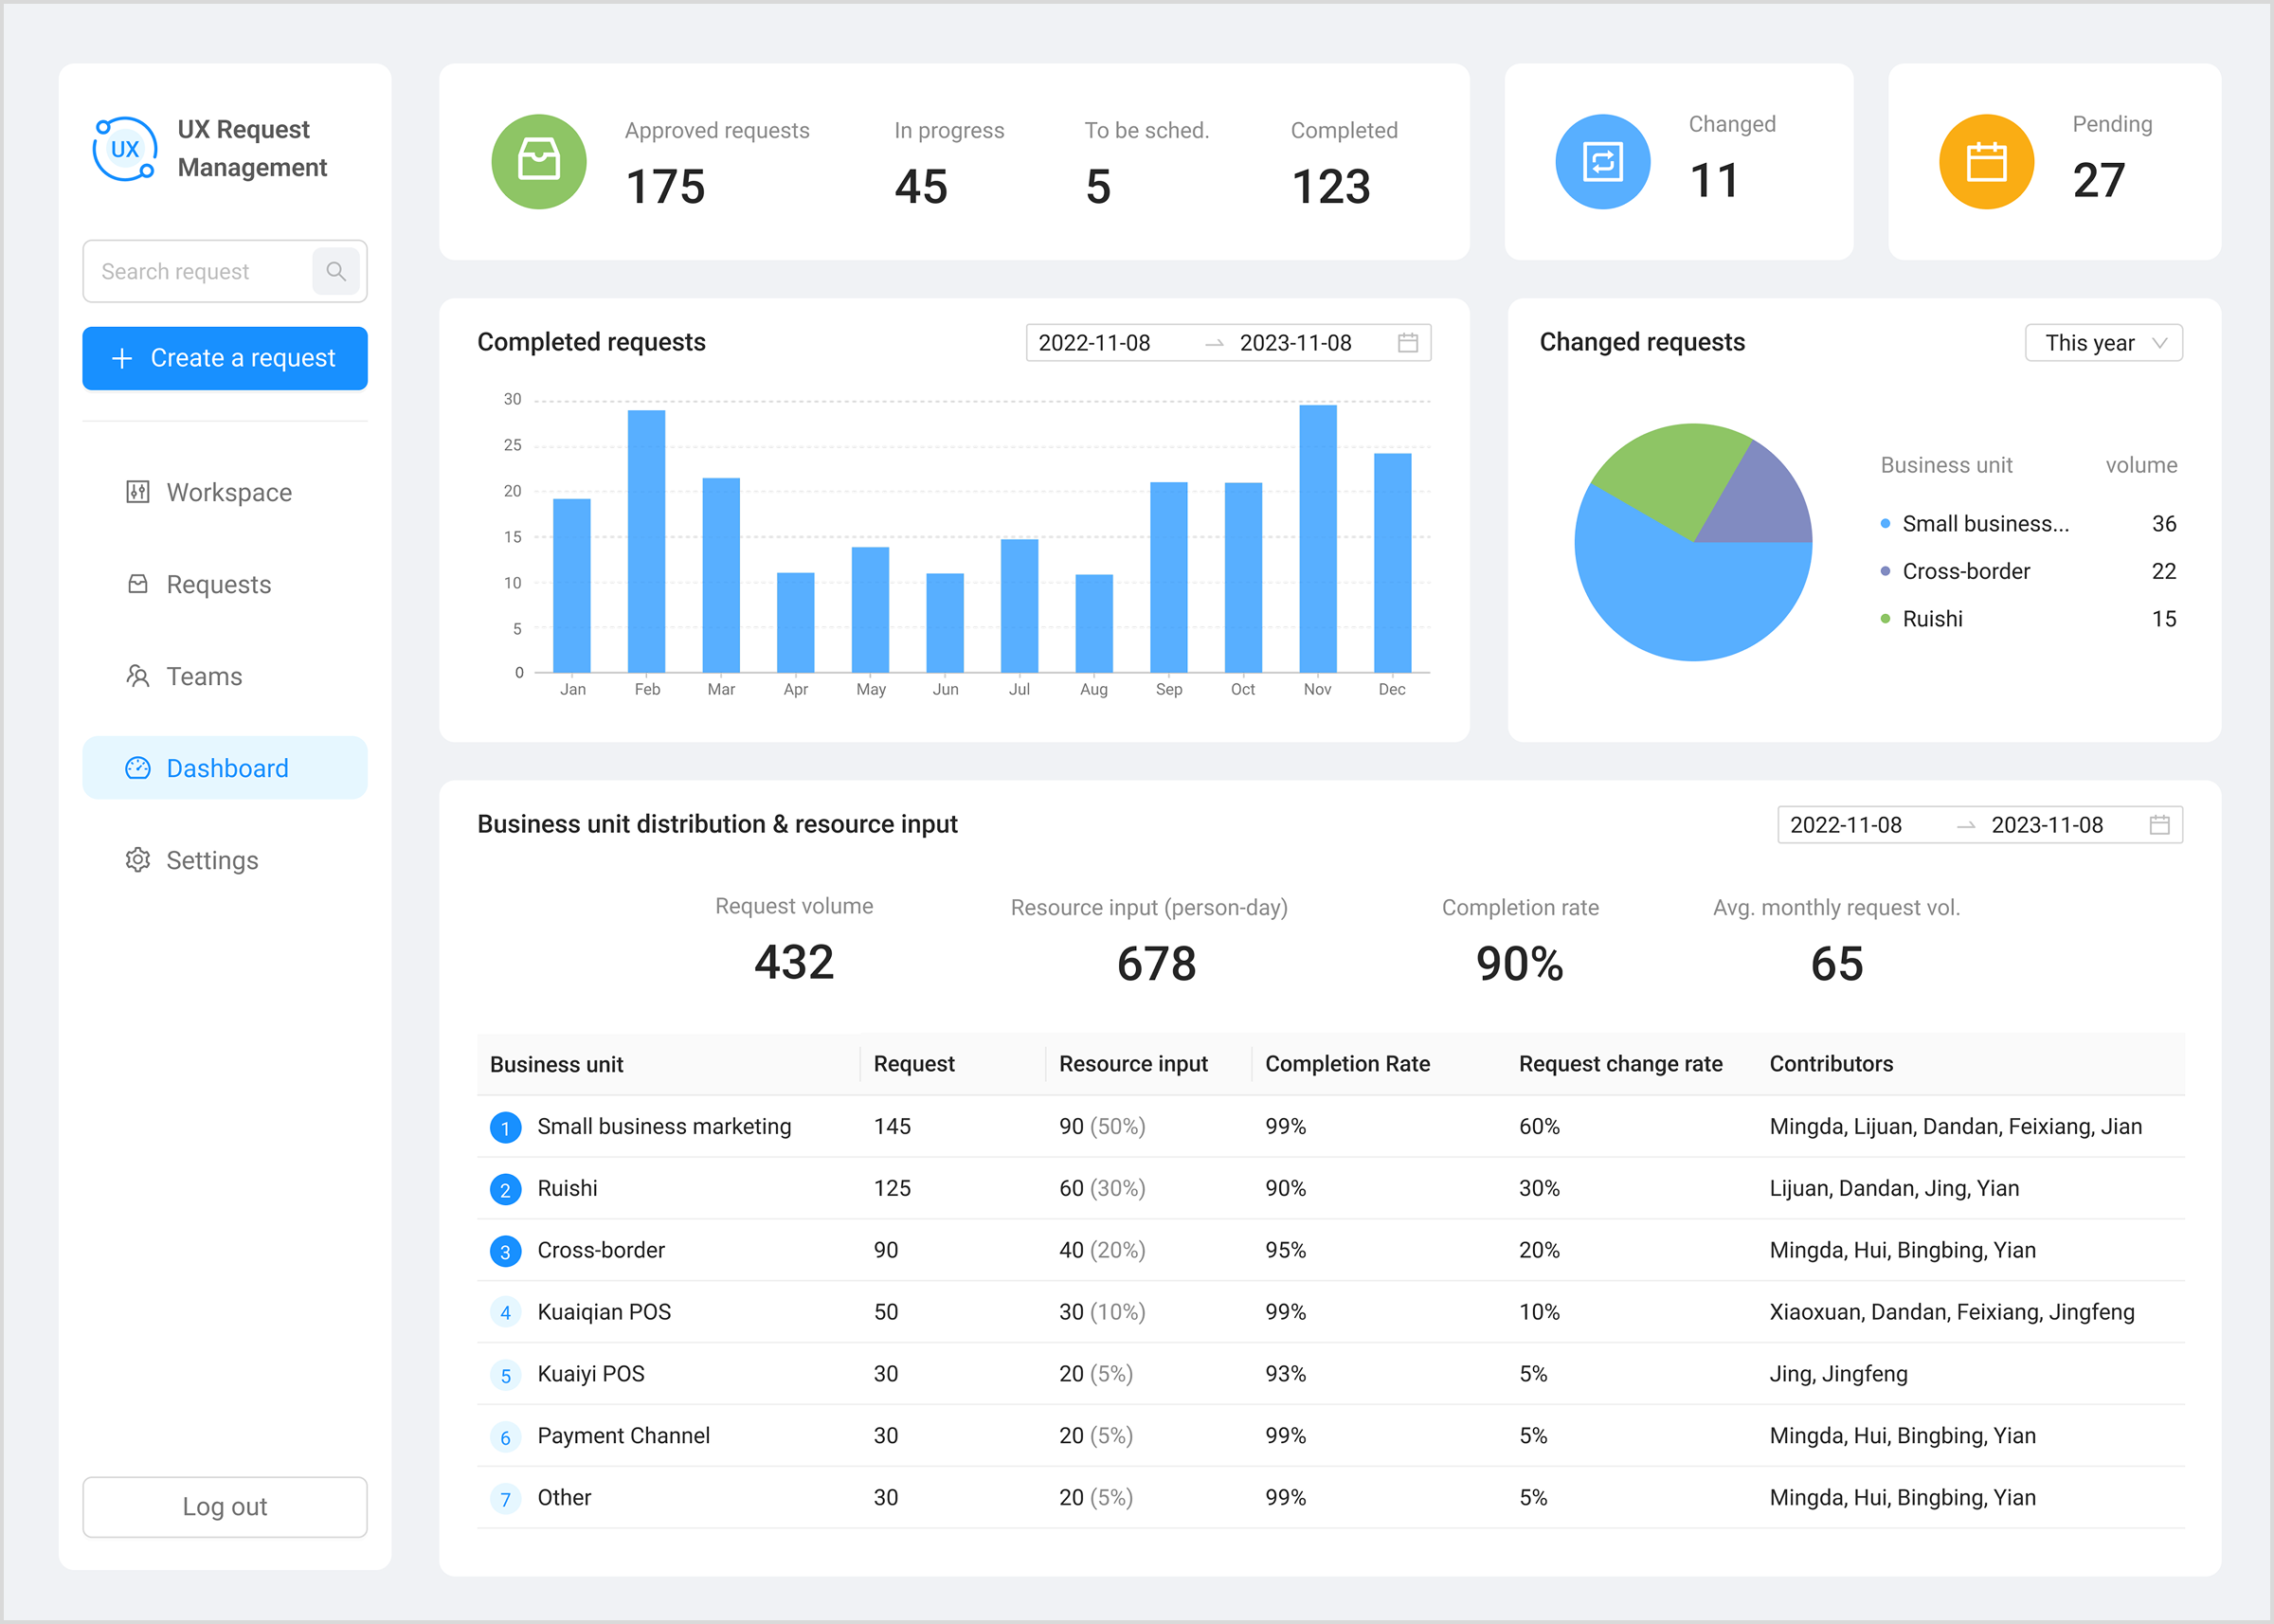 UX
UX Request
Management
Search request
Create a request
Workspace
Requests
Teams
Dashboard
Settings
Log out
Approved requests In progress To be sched. Completed
175 45 5 123
Changed
11
Pending
27
Completed requests 2022-11-08 2023-11-08
30
25
20
15
10
5
0
Jan Feb Mar Apr May Jun Jul Aug Sep Oct Nov Dec
Changed requests This year
Business unit volume
Small business... 36
Cross-border 22
Ruishi 15
Business unit distribution & resource input 2022-11-08 2023-11-08
Request volume Resource input (person-day) Completion rate Avg. monthly request vol.
432 678 90% 65
Business unit Request Resource input Completion Rate Request change rate Contributors
1 Small business marketing 145 90 (50%) 99% 60% Mingda, Lijuan, Dandan, Feixiang, Jian
2 Ruishi 125 60 (30%) 90% 30% Lijuan, Dandan, Jing, Yian
3 Cross-border 90 40 (20%) 95% 20% Mingda, Hui, Bingbing, Yian
4 Kuaiqian POS 50 30 (10%) 99% 10% Xiaoxuan, Dandan, Feixiang, Jingfeng
5 Kuaiyi POS 30 20 (5%) 93% 5% Jing, Jingfeng
6 Payment Channel 30 20 (5%) 99% 5% Mingda, Hui, Bingbing, Yian
7 Other 30 20 (5%) 99% 5% Mingda, Hui, Bingbing, Yian